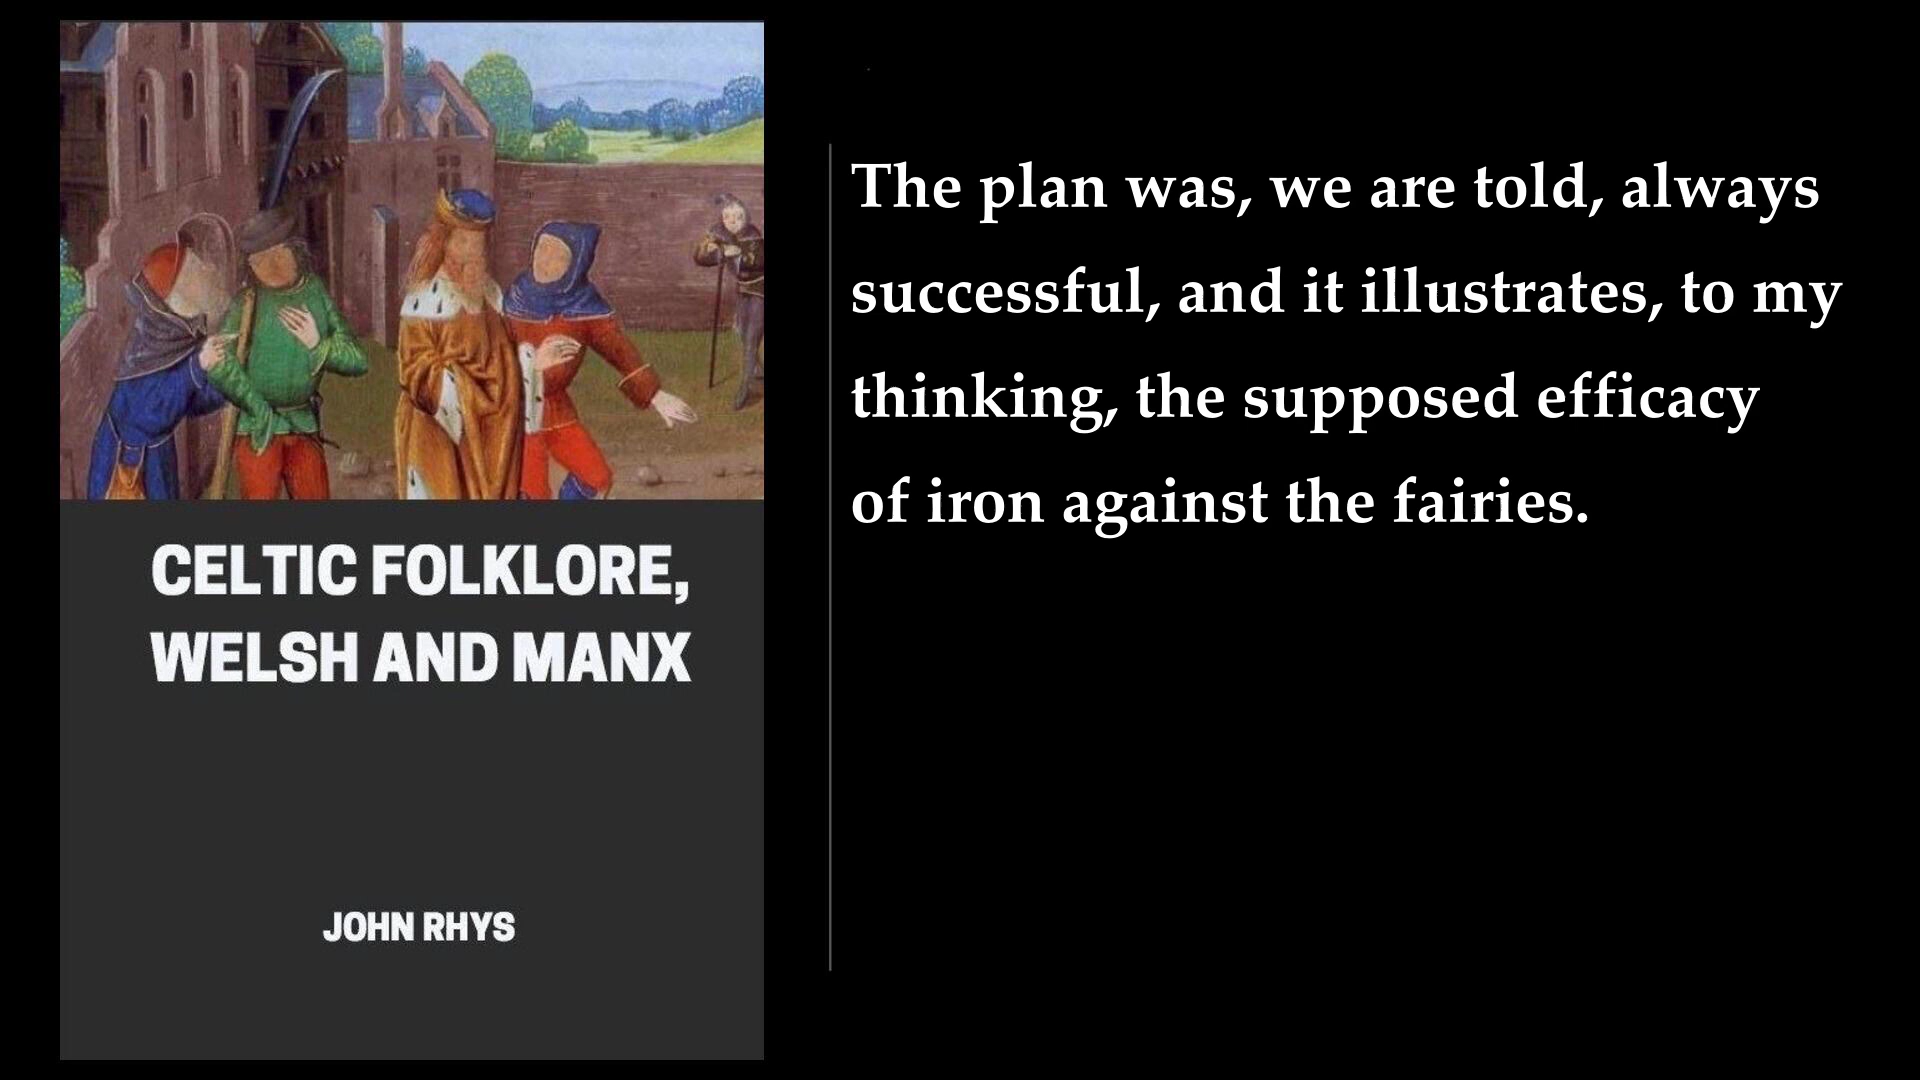 CELTIC FOLKLORE,
WELSH AND MANX
JOHN RHYS
The plan was, we are told, always
successful, and it illustrates, to my
thinking, the supposed efficacy
of iron against the fairies.